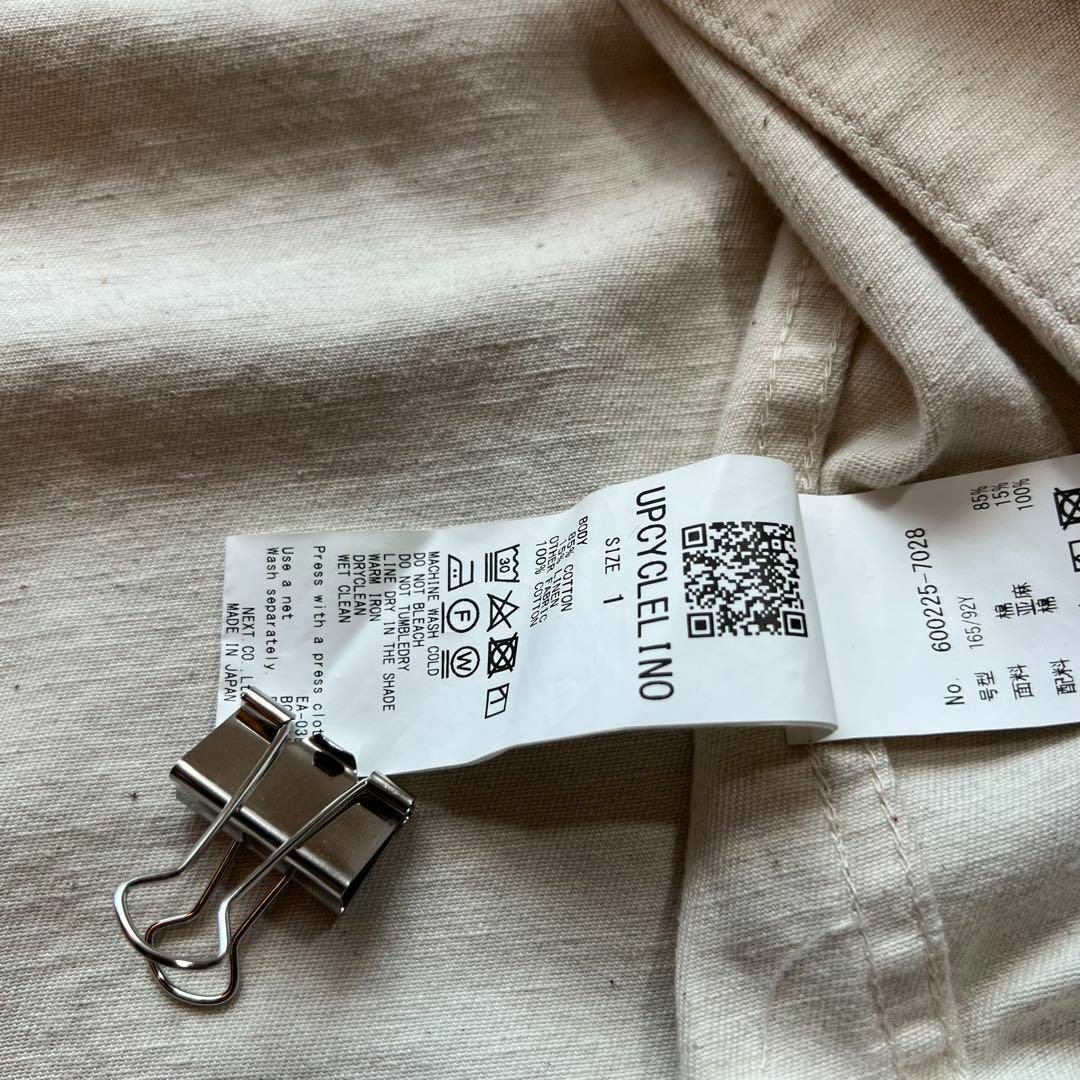 UPCYCLELINO
SIZE
1
BODY
85% COTTON
15% LINEN
OTHER FABRIC
100% COTTON
30
F
W
MACHINE WASH COLD
DO NOT BLEACH
DO NOT TUMBLEDRY
LINE DRY IN THE SHADE
WARM IRON
DRYCLEAN
WET CLEAN
Press with a press
Use a net
Wash separately.
NEXT CO.
MADE IN JAPAN
No. 600225-7028
号型 165/92Y
面料 棉 85%
亚麻 15%
配料 棉 100%